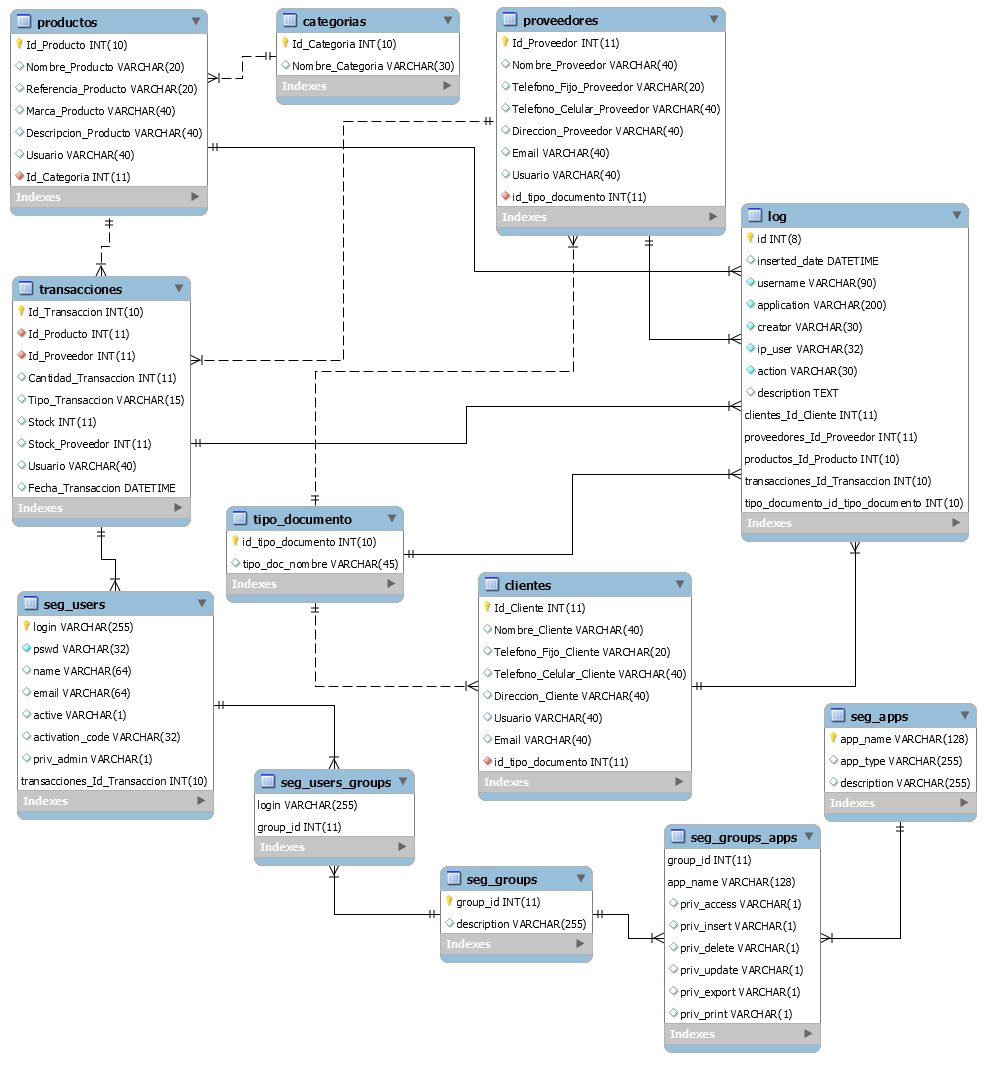 productos
Id_Producto INT(10)
Nombre_Producto VARCHAR(20)
Referencia_Producto VARCHAR(20)
Marca_Producto VARCHAR(40)
Descripcion_Producto VARCHAR(40)
Usuario VARCHAR(40)
Id_Categoria INT(11)
Indexes
categorias
Id_Categoria INT(10)
Nombre_Categoria VARCHAR(30)
Indexes
proveedores
Id_Proveedor INT(11)
Nombre_Proveedor VARCHAR(40)
Telefono_Fijo_Proveedor VARCHAR(20)
Telefono_Celular_Proveedor VARCHAR(40)
Direccion_Proveedor VARCHAR(40)
Email VARCHAR(40)
Usuario VARCHAR(40)
id_tipo_documento INT(11)
Indexes
log
id INT(8)
inserted_date DATETIME
username VARCHAR(90)
application VARCHAR(200)
creator VARCHAR(30)
ip_user VARCHAR(32)
action VARCHAR(30)
description TEXT
clientes_Id_Cliente INT(11)
proveedores_Id_Proveedor INT(11)
productos_Id_Producto INT(10)
transacciones_Id_Transaccion INT(10)
tipo_documento_id_tipo_documento INT(10)
Indexes
transacciones
Id_Transaccion INT(10)
Id_Producto INT(11)
Id_Proveedor INT(11)
Cantidad_Transaccion INT(11)
Tipo_Transaccion VARCHAR(15)
Stock INT(11)
Stock_Proveedor INT(11)
Usuario VARCHAR(40)
Fecha_Transaccion DATETIME
Indexes
tipo_documento
id_tipo_documento INT(10)
tipo_doc_nombre VARCHAR(45)
Indexes
clientes
Id_Cliente INT(11)
Nombre_Cliente VARCHAR(40)
Telefono_Fijo_Cliente VARCHAR(20)
Telefono_Celular_Cliente VARCHAR(40)
Direccion_Cliente VARCHAR(40)
Usuario VARCHAR(40)
Email VARCHAR(40)
id_tipo_documento INT(11)
Indexes
seg_users
login VARCHAR(255)
pswd VARCHAR(32)
name VARCHAR(64)
email VARCHAR(64)
active VARCHAR(1)
activation_code VARCHAR(32)
priv_admin VARCHAR(1)
transacciones_Id_Transaccion INT(10)
Indexes
seg_apps
app_name VARCHAR(128)
app_type VARCHAR(255)
description VARCHAR(255)
Indexes
seg_users_groups
login VARCHAR(255)
group_id INT(11)
Indexes
seg_groups
group_id INT(11)
description VARCHAR(255)
Indexes
seg_groups_apps
group_id INT(11)
app_name VARCHAR(128)
priv_access VARCHAR(1)
priv_insert VARCHAR(1)
priv_delete VARCHAR(1)
priv_update VARCHAR(1)
priv_export VARCHAR(1)
priv_print VARCHAR(1)
Indexes